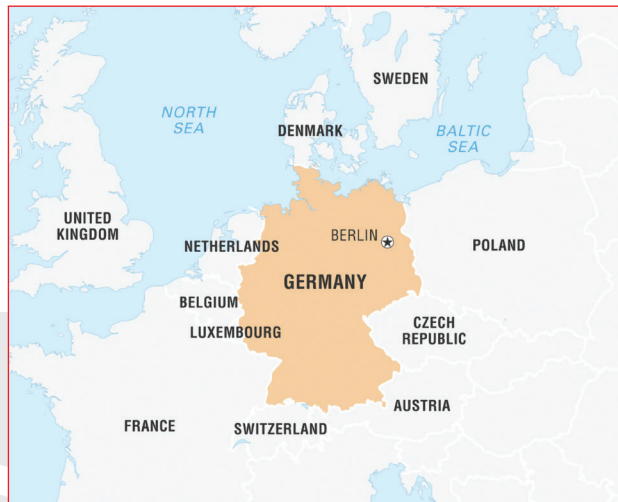 SWEDEN
NORTH
SEA
DENMARK
BALTIC
SEA
UNITED
KINGDOM
NETHERLANDS
BERLIN
POLAND
GERMANY
BELGIUM
LUXEMBOURG
CZECH
REPUBLIC
AUSTRIA
FRANCE
SWITZERLAND